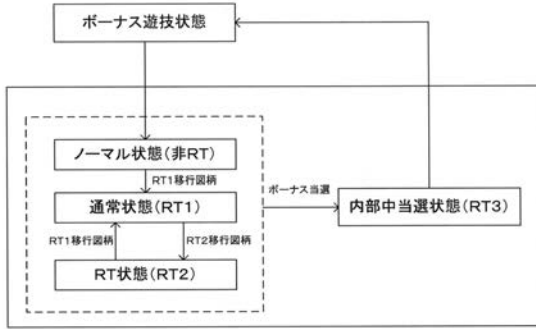 ボーナス遊技状態
ノーマル状態(非RT)
RT1移行図柄
通常状態(RT1)
ボーナス当選
内部中当選状態(RT3)
RT1移行図柄
RT2移行図柄
RT状態(RT2)